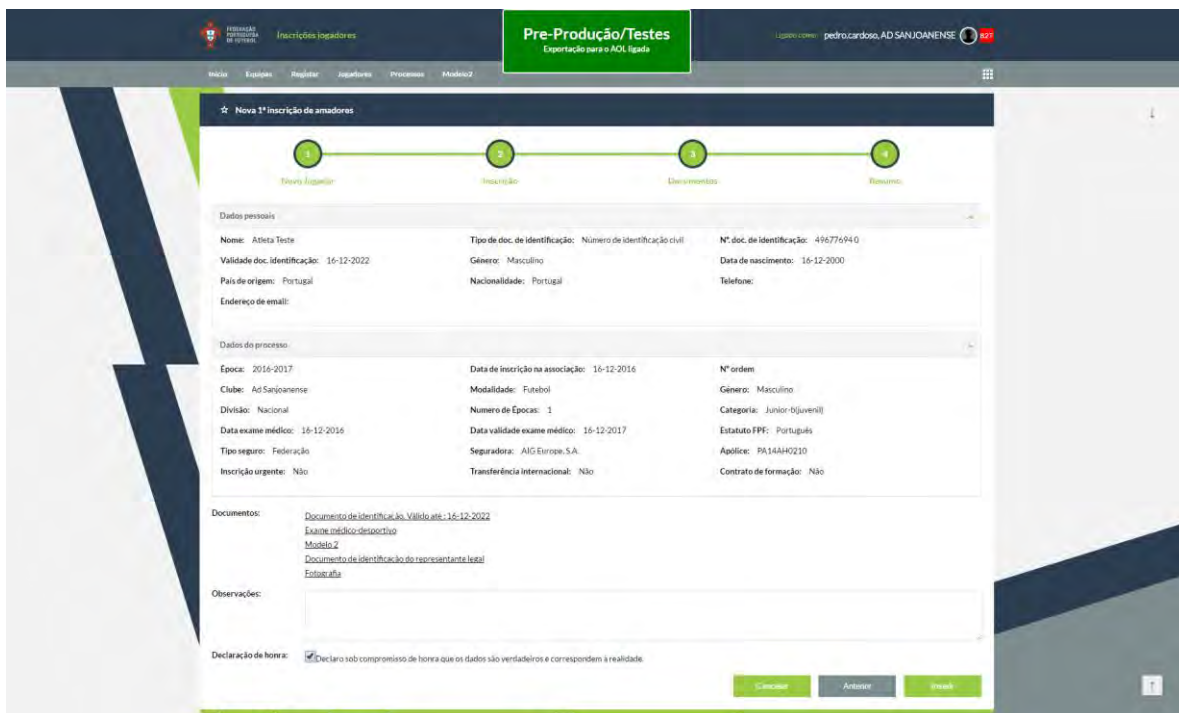 FEDERAÇÃO
PORTUGUESA
DE FUTEBOL
Inscrições jogadores
Pre-Produção/Testes
Exportação para o AOL ligada
Ligado como: pedro.cardoso, AD SANJOANENSE 827
Início Equipas Registar Jogadores Processos Modelo2
Nova 1ª inscrição de amadores
1 2 3 4
Novo Jogador Inscrição Documentos Resumo
Dados pessoais
Nome: Atleta Teste Tipo de doc. de identificação: Número de identificação civil Nº. doc. de identificação: 496776940
Validade doc. identificação: 16-12-2022 Género: Masculino Data de nascimento: 16-12-2000
País de origem: Portugal Nacionalidade: Portugal Telefone:
Endereço de email:
Dados do processo
Época: 2016-2017 Data de inscrição na associação: 16-12-2016 Nº ordem
Clube: Ad Sanjoanense Modalidade: Futebol Género: Masculino
Divisão: Nacional Numero de Épocas: 1 Categoria: Junior-b(juvenil)
Data exame médico: 16-12-2016 Data validade exame médico: 16-12-2017 Estatuto FPF: Português
Tipo seguro: Federação Seguradora: AIG Europe, S.A. Apólice: PA14AH0210
Inscrição urgente: Não Transferência internacional: Não Contrato de formação: Não
Documentos: Documento de identificação. Válido até : 16-12-2022
Exame médico-desportivo
Modelo 2
Documento de identificação do representante legal
Fotografia
Observações:
Declaração de honra: Declaro sob compromisso de honra que os dados são verdadeiros e correspondem à realidade.
Cancelar Anterior